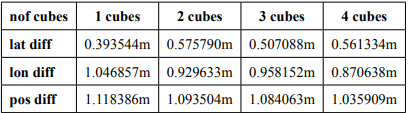 nof cubes 1 cubes 2 cubes 3 cubes 4 cubes
lat diff 0.393544m 0.575790m 0.507088m 0.561334m
lon diff 1.046857m 0.929633m 0.958152m 0.870638m
pos diff 1.118386m 1.093504m 1.084063m 1.035909m